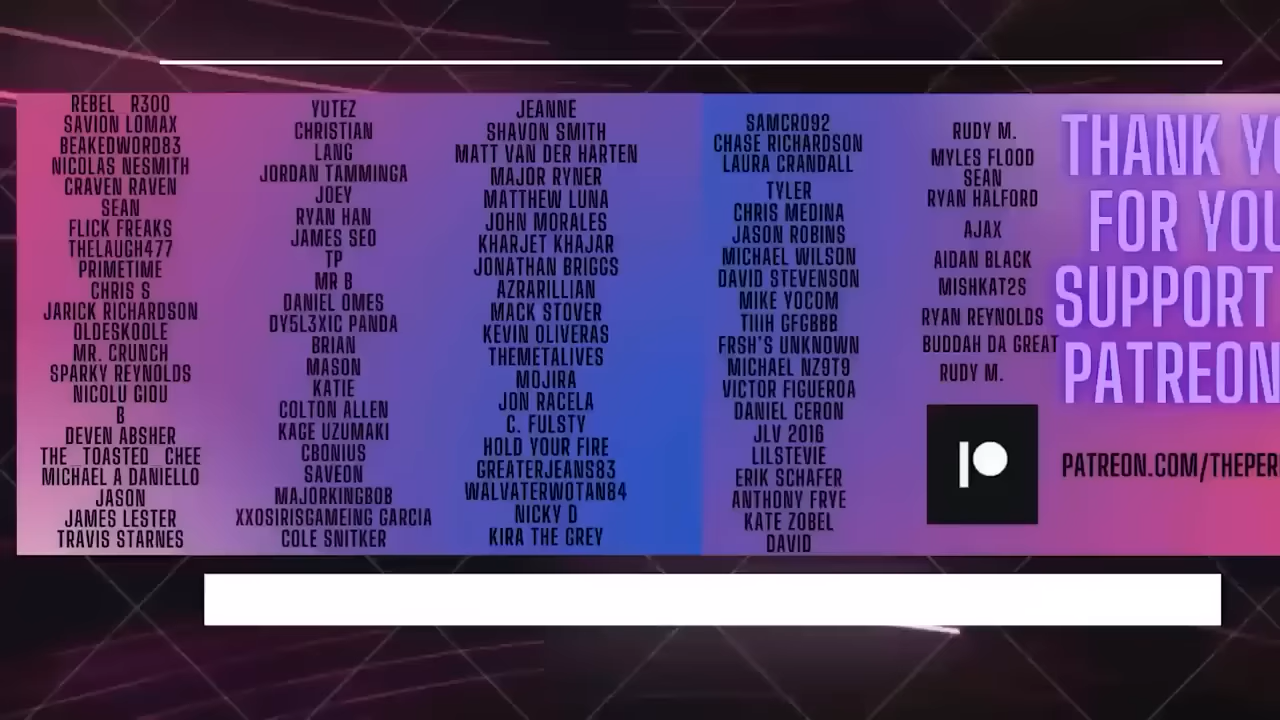 REBEL_R300
SAVION LOMAX
BEAKEDWORD83
NICOLAS NESMITH
CRAVEN RAVEN
SEAN
FLICK FREAKS
THELAUGH477
PRIMETIME
CHRIS S
JARICK RICHARDSON
OLDESKOOLE
MR. CRUNCH
SPARKY REYNOLDS
NICOLU GIOU
B
DEVEN ABSHER
THE_TOASTED_CHEE
MICHAEL A DANIELLO
JASON
JAMES LESTER
TRAVIS STARNES
YUTEZ
CHRISTIAN
LANG
JORDAN TAMMINGA
JOEY
RYAN HAN
JAMES SEO
TP
MR B
DANIEL OMES
DY5L3XIC PANDA
BRIAN
MASON
KATIE
COLTON ALLEN
KAGE UZUMAKI
CBONIUS
SAVEON
MAJORKINGBOB
XXOSIRISGAMEING GARCIA
COLE SNITKER
JEANNE
SHAVON SMITH
MATT VAN DER HARTEN
MAJOR RYNER
MATTHEW LUNA
JOHN MORALES
KHARJET KHAJAR
JONATHAN BRIGGS
AZRARILLIAN
MACK STOVER
KEVIN OLIVERAS
THEMETALIVES
MOJIRA
JON RACELA
C. FULSTY
HOLD YOUR FIRE
GREATERJEANS83
WALVATERWOTAN84
NICKY D
KIRA THE GREY
SAMCRO92
CHASE RICHARDSON
LAURA CRANDALL
TYLER
CHRIS MEDINA
JASON ROBINS
MICHAEL WILSON
DAVID STEVENSON
MIKE YOCOM
TIIIH GFGBBB
FRSH'S UNKNOWN
MICHAEL NZ9T9
VICTOR FIGUEROA
DANIEL CERON
JLV 2016
LILSTEVIE
ERIK SCHAFER
ANTHONY FRYE
KATE ZOBEL
DAVID
RUDY M.
MYLES FLOOD
SEAN
RYAN HALFORD
AJAX
AIDAN BLACK
MISHKAT2S
RYAN REYNOLDS
BUDDAH DA GREAT
RUDY M.
THANK YO
FOR YOU
SUPPORT
PATREON
PATREON.COM/THEPER